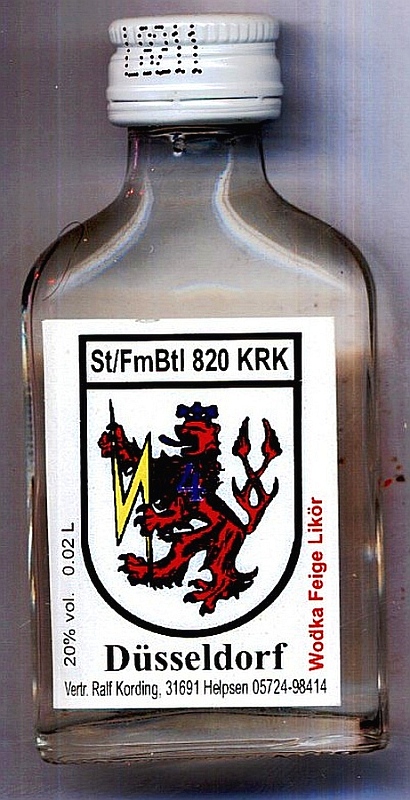 St/FmBtl 820 KRK
4
20% vol. 0.02 L
Wodka Feige Likör
Düsseldorf
Vertr. Ralf Kording, 31691 Helpsen 05724-98414